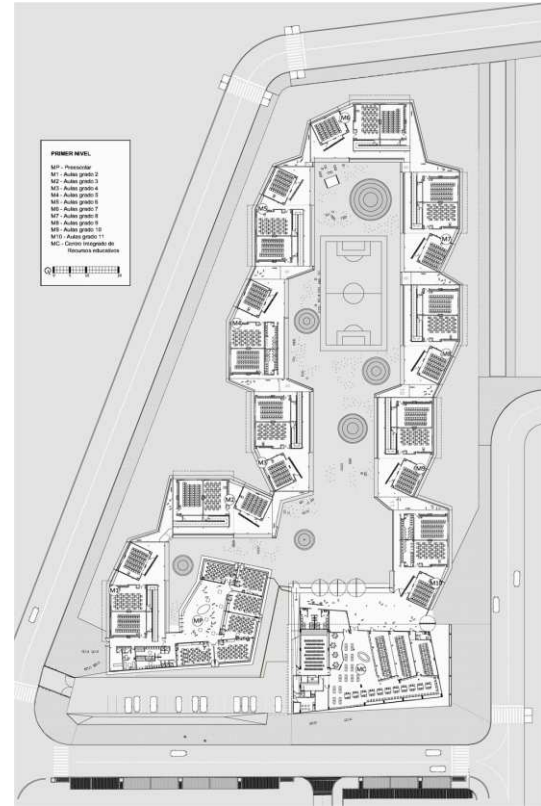 PRIMER NIVEL
MP - Preescolar
M1 - Aulas grado 2
M2 - Aulas grado 3
M3 - Aulas grado 4
M4 - Aulas grado 5
M5 - Aulas grado 6
M6 - Aulas grado 7
M7 - Aulas grado 8
M8 - Aulas grado 9
M9 - Aulas grado 10
M10 - Aulas grado 11
MC - Centro Integrado de
Recursos educativos
M6
M5
M7
M4
M8
M3
M9
M2
M1
M10
MP
MC